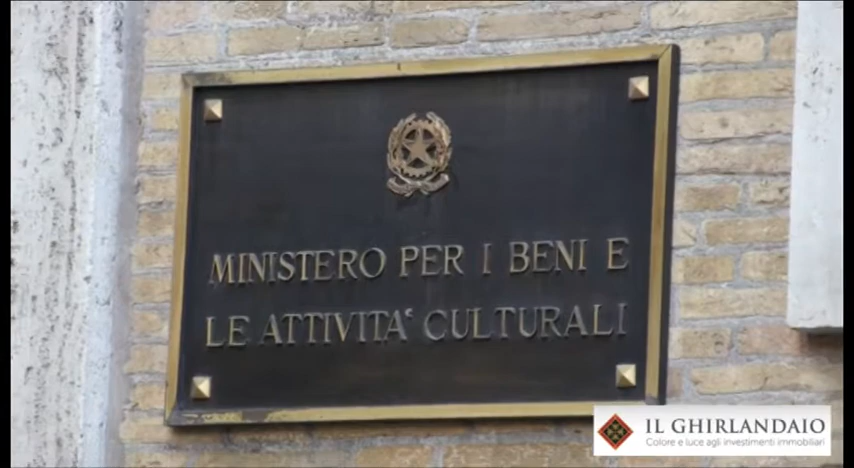 MINISTERO PER I BENI E
LE ATTIVITA' CULTURALI
IL GHIRLANDAIO
Colore e luce agli investimenti immobiliari